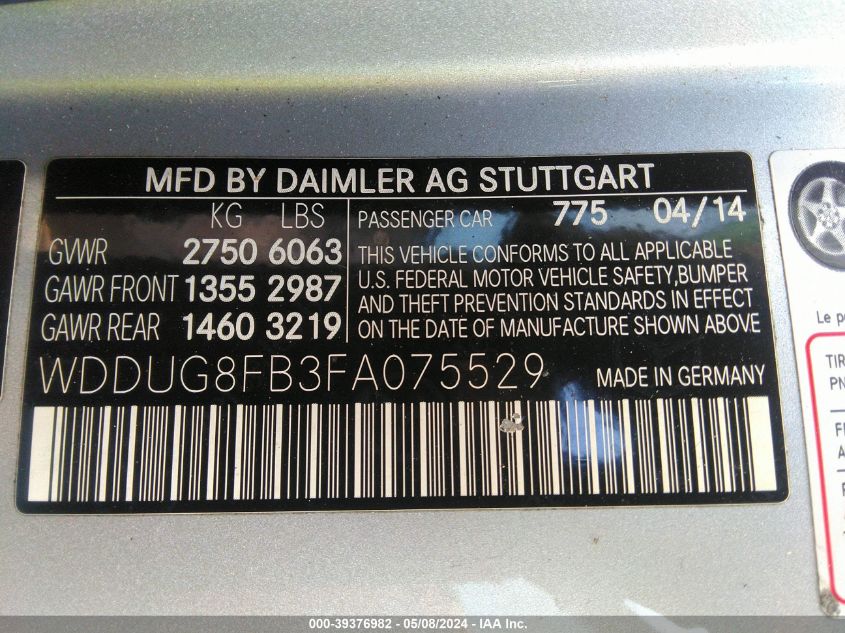 MFD BY DAIMLER AG STUTTGART
KG LBS
GVWR 2750 6063
GAWR FRONT 1355 2987
GAWR REAR 1460 3219
PASSENGER CAR 775 04/14
THIS VEHICLE CONFORMS TO ALL APPLICABLE
U.S. FEDERAL MOTOR VEHICLE SAFETY,BUMPER
AND THEFT PREVENTION STANDARDS IN EFFECT
ON THE DATE OF MANUFACTURE SHOWN ABOVE
WDDUG8FB3FA075529 MADE IN GERMANY
Le
000-39376982 / 05/08/2024 - IAA Inc.